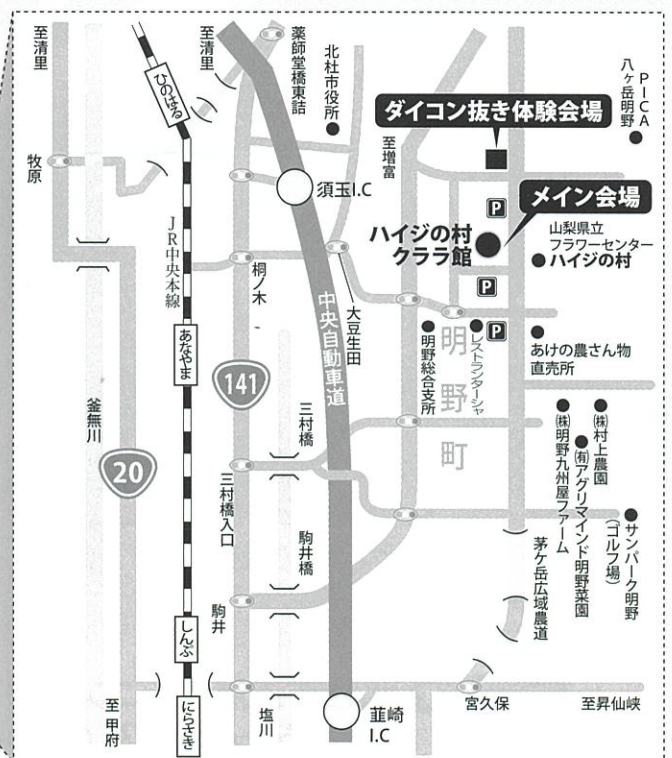 至清里
ひのはる
至清里
薬師堂橋東詰
北杜市役所
ダイコン抜き体験会場
八ヶ岳明野
PICA
牧原
須玉I.C
至増富
P
メイン会場
ハイジの村
クララ館
山梨県立
フラワーセンター
ハイジの村
JR中央本線
桐ノ木
P
大豆生田
中央自動車道
明野総合支所
レストランターシャ
P
あけの農さん物
直売所
あなやま
141
明野町
釜無川
20
三村橋
三村橋入口
㈱明野九州屋ファーム
㈲アグリマインド明野菜園
㈱村上農園
サンパーク明野
(ゴルフ場)
駒井橋
駒井
茅ケ岳広域農道
しんぷ
にらさき
至甲府
塩川
韮崎
I.C
宮久保
至昇仙峡